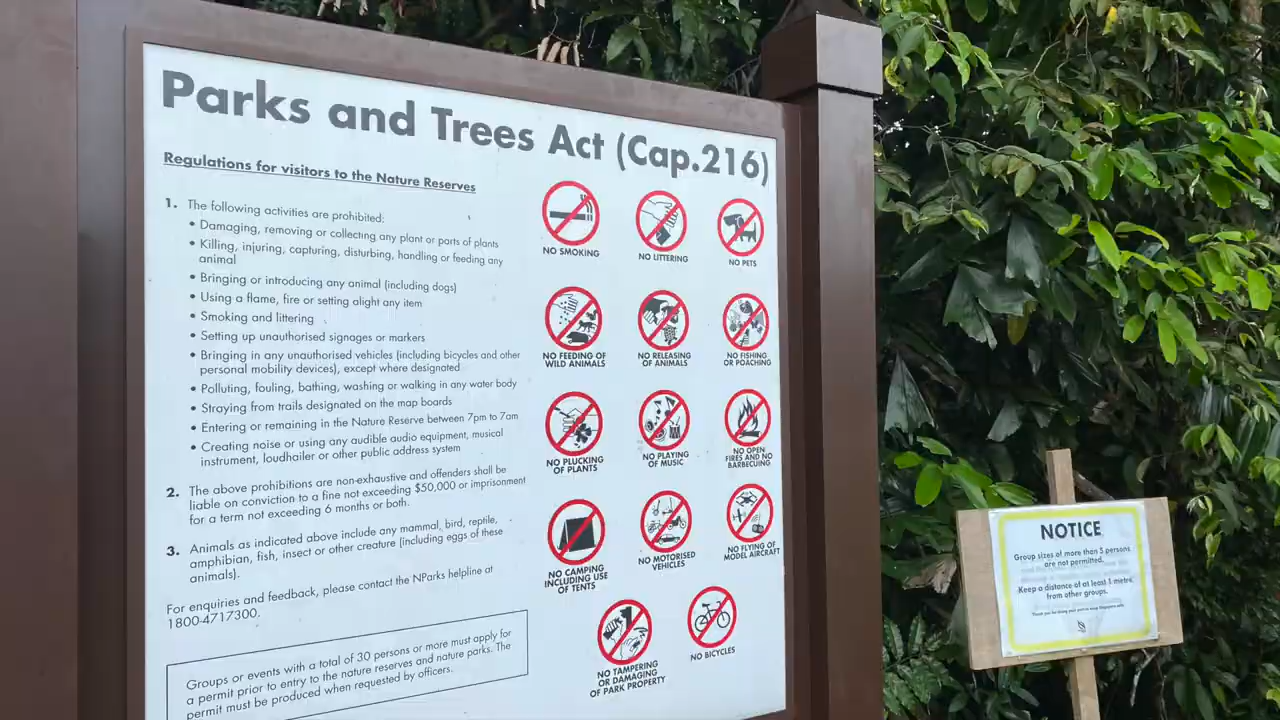 Parks and Trees Act (Cap.216)
Regulations for visitors to the Nature Reserves
1. The following activities are prohibited:
• Damaging, removing or collecting any plant or parts of plants
• Killing, injuring, capturing, disturbing, handling or feeding any
animal
• Bringing or introducing any animal (including dogs)
• Using a flame, fire or setting alight any item
• Smoking and littering
• Setting up unauthorised signages or markers
• Bringing in any unauthorised vehicles (including bicycles and other
personal mobility devices), except where designated
• Polluting, fouling, bathing, washing or walking in any water body
• Straying from trails designated on the map boards
• Entering or remaining in the Nature Reserve between 7pm to 7am
• Creating noise or using any audible audio equipment, musical
instrument, loudhailer or other public address system
2. The above prohibitions are non-exhaustive and offenders shall be
liable on conviction to a fine not exceeding $50,000 or imprisonment
for a term not exceeding 6 months or both.
3. Animals as indicated above include any mammal, bird, reptile,
amphibian, fish, insect or other creature (including eggs of these
animals).
For enquiries and feedback, please contact the NParks helpline at
1800-4717300.
Groups or events with a total of 30 persons or more must apply for
a permit prior to entry to the nature reserves and nature parks. The
permit must be produced when requested by officers.
NO SMOKING
NO LITTERING
NO PETS
NO FEEDING OF
WILD ANIMALS
NO RELEASING
OF ANIMALS
NO FISHING
OR POACHING
NO PLUCKING
OF PLANTS
NO PLAYING
OF MUSIC
NO OPEN
FIRES AND NO
BARBECUING
NO CAMPING
INCLUDING USE
OF TENTS
NO MOTORISED
VEHICLES
NO FLYING OF
MODEL AIRCRAFT
NO TAMPERING
OR DAMAGING
OF PARK PROPERTY
NO BICYCLES
NOTICE
Group sizes of more than 5 persons
are not permitted.
Keep a distance of at least 1 metre
from other groups.